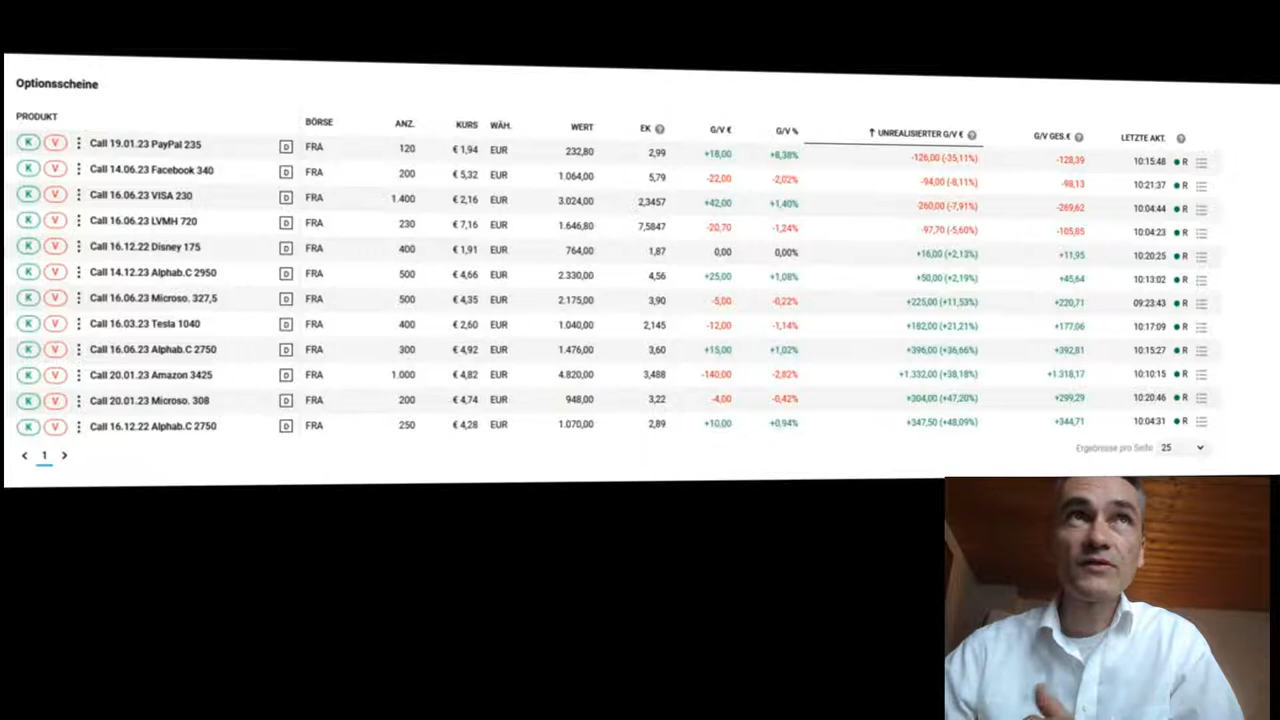 Optionsscheine
PRODUKT BÖRSE ANZ. KURS WÄH. WERT EK G/V € G/V % ↑ UNREALISIERTER G/V € G/V GES. € LETZTE AKT.
K V Call 19.01.23 PayPal 235 D FRA 120 € 1,94 EUR 232,80 2,99 +18,00 +8,38% -126,00 (-35,11%) -128,39 10:15:48 R
K V Call 14.06.23 Facebook 340 D FRA 200 € 5,32 EUR 1.064,00 5,79 -22,00 -2,02% -94,00 (-8,11%) -98,13 10:21:37 R
K V Call 16.06.23 VISA 230 D FRA 1.400 € 2,16 EUR 3.024,00 2,3457 +42,00 +1,40% -260,00 (-7,91%) -269,62 10:04:44 R
K V Call 16.06.23 LVMH 720 D FRA 230 € 7,16 EUR 1.646,80 7,5847 -20,70 -1,24% -97,70 (-5,60%) -105,85 10:04:23 R
K V Call 16.12.22 Disney 175 D FRA 400 € 1,91 EUR 764,00 1,87 0,00 0,00% +16,00 (+2,13%) +11,95 10:20:25 R
K V Call 14.12.23 Alphab.C 2950 D FRA 500 € 4,66 EUR 2.330,00 4,56 +25,00 +1,08% +50,00 (+2,19%) +45,64 10:13:02 R
K V Call 16.06.23 Microso. 327,5 D FRA 500 € 4,35 EUR 2.175,00 3,90 -5,00 -0,22% +225,00 (+11,53%) +220,71 09:23:43 R
K V Call 16.03.23 Tesla 1040 D FRA 400 € 2,60 EUR 1.040,00 2,145 -12,00 -1,14% +182,00 (+21,21%) +177,06 10:17:09 R
K V Call 16.06.23 Alphab.C 2750 D FRA 300 € 4,92 EUR 1.476,00 3,60 +15,00 +1,02% +396,00 (+36,66%) +392,81 10:15:27 R
K V Call 20.01.23 Amazon 3425 D FRA 1.000 € 4,82 EUR 4.820,00 3,488 -140,00 -2,82% +1.332,00 (+38,18%) +1.318,17 10:10:15 R
K V Call 20.01.23 Microso. 308 D FRA 200 € 4,74 EUR 948,00 3,22 -4,00 -0,42% +304,00 (+47,20%) +299,29 10:20:46 R
K V Call 16.12.22 Alphab.C 2750 D FRA 250 € 4,28 EUR 1.070,00 2,89 +10,00 +0,94% +347,50 (+48,09%) +344,71 10:04:31 R
< 1 > Ergebnisse pro Seite 25